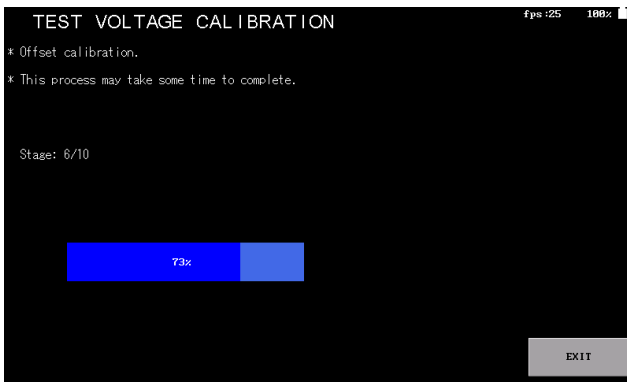 TEST VOLTAGE CALIBRATION
fps:25 100%
* Offset calibration.
* This process may take some time to complete.
Stage: 6/10
73%
EXIT